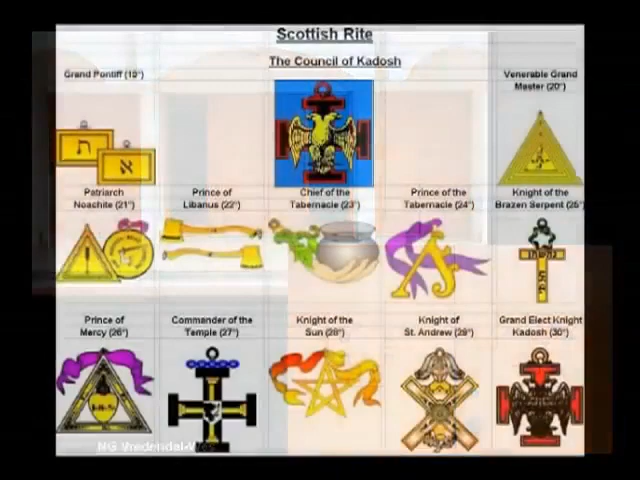 Scottish Rite
The Council of Kadosh
Grand Pontiff (19°)
Venerable Grand
Master (20°)
ת
א
Patriarch
Noachite (21°)
Prince of
Libanus (22°)
Chief of the
Tabernacle (23°)
Prince of the
Tabernacle (24°)
Knight of the
Brazen Serpent (25°)
Prince of
Mercy (26°)
Commander of the
Temple (27°)
Knight of the
Sun (28°)
Knight of
St. Andrew (29°)
Grand Elect Knight
Kadosh (30°)
NG Vredendal-Wes